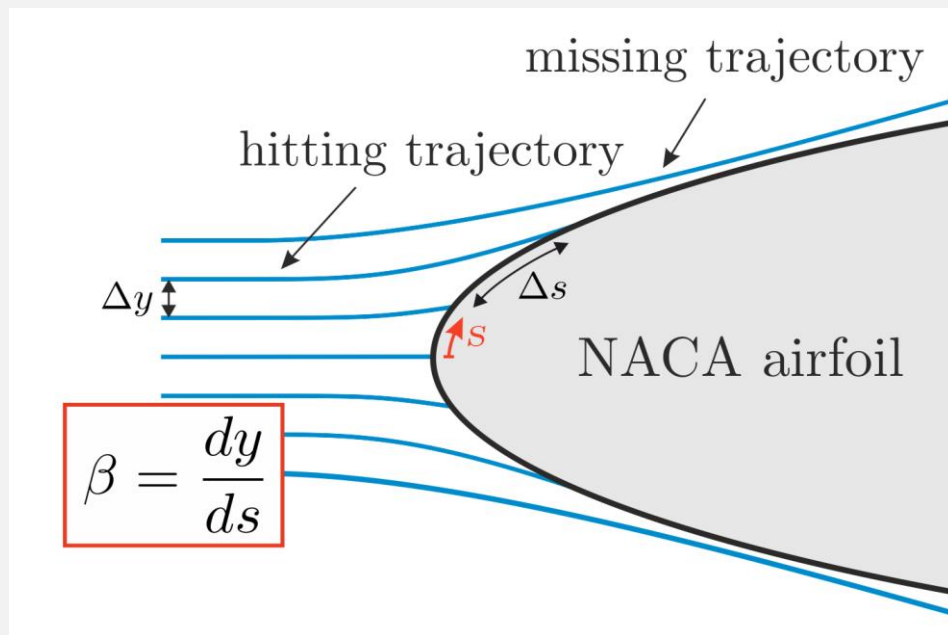 missing trajectory
hitting trajectory
Δy
Δs
s
NACA airfoil
β = dy/ds